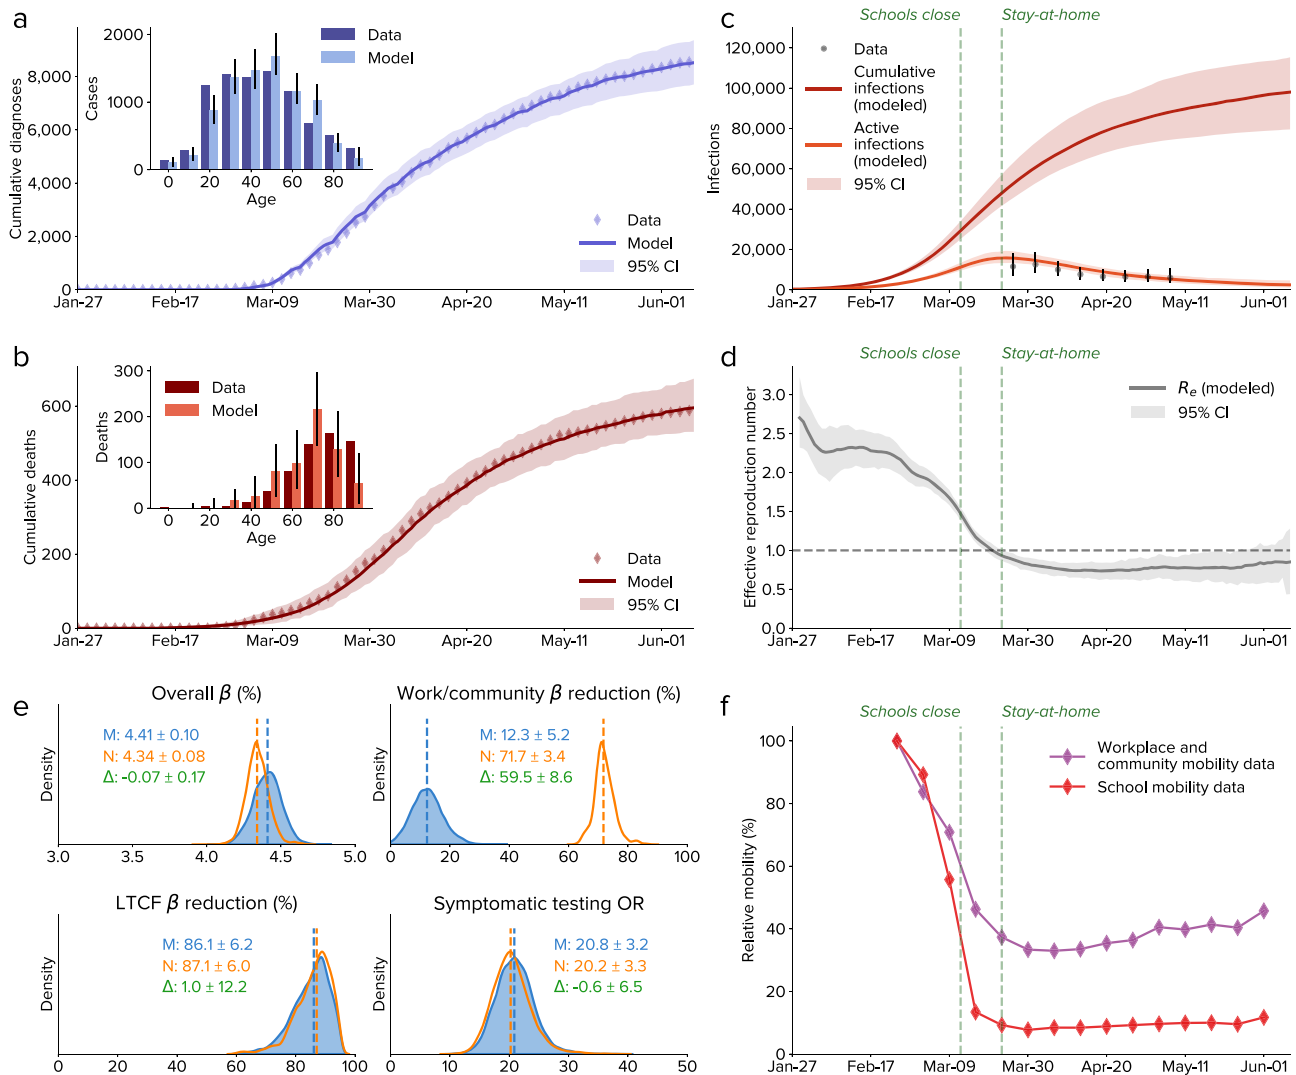 a
Cumulative diagnoses
8,000
6,000
4,000
2,000
0
Jan-27
Feb-17
Mar-09
Mar-30
Apr-20
May-11
Jun-01
Data
Model
95% CI
Cases
2000
1000
0
0
20
40
60
80
Age
Data
Model
b
Cumulative deaths
600
400
200
0
Jan-27
Feb-17
Mar-09
Mar-30
Apr-20
May-11
Jun-01
Data
Model
95% CI
Deaths
300
200
100
0
0
20
40
60
80
Age
Data
Model
c
Schools close
Stay-at-home
Infections
120,000
100,000
80,000
60,000
40,000
20,000
0
Jan-27
Feb-17
Mar-09
Mar-30
Apr-20
May-11
Jun-01
Data
Cumulative
infections
(modeled)
Active
infections
(modeled)
95% CI
d
Schools close
Stay-at-home
Effective reproduction number
3.0
2.5
2.0
1.5
1.0
0.5
0.0
Jan-27
Feb-17
Mar-09
Mar-30
Apr-20
May-11
Jun-01
Re (modeled)
95% CI
e
Overall β (%)
Density
M: 4.41 ± 0.10
N: 4.34 ± 0.08
Δ: -0.07 ± 0.17
3.0
3.5
4.0
4.5
5.0
Work/community β reduction (%)
Density
M: 12.3 ± 5.2
N: 71.7 ± 3.4
Δ: 59.5 ± 8.6
0
20
40
60
80
100
LTCF β reduction (%)
Density
M: 86.1 ± 6.2
N: 87.1 ± 6.0
Δ: 1.0 ± 12.2
0
20
40
60
80
100
Symptomatic testing OR
Density
M: 20.8 ± 3.2
N: 20.2 ± 3.3
Δ: -0.6 ± 6.5
0
10
20
30
40
50
f
Schools close
Stay-at-home
Relative mobility (%)
100
80
60
40
20
0
Jan-27
Feb-17
Mar-09
Mar-30
Apr-20
May-11
Jun-01
Workplace and
community mobility data
School mobility data